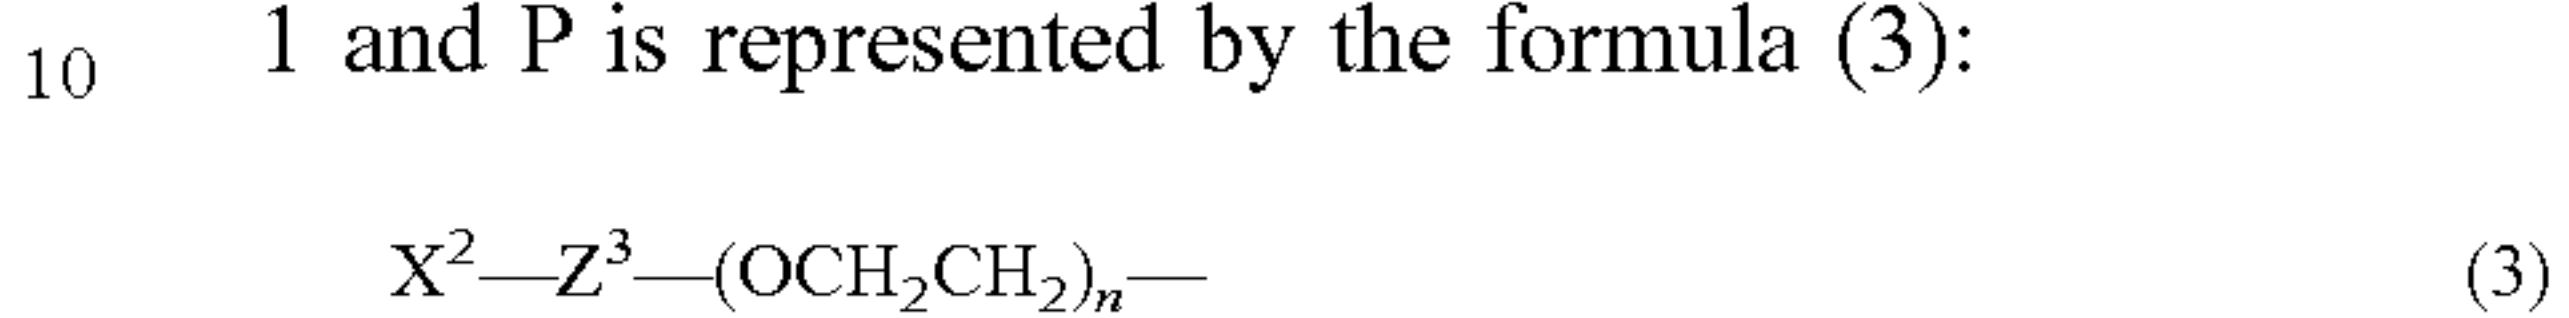 10 1 and P is represented by the formula (3):
X²—Z³—(OCH₂CH₂)ₙ— (3)